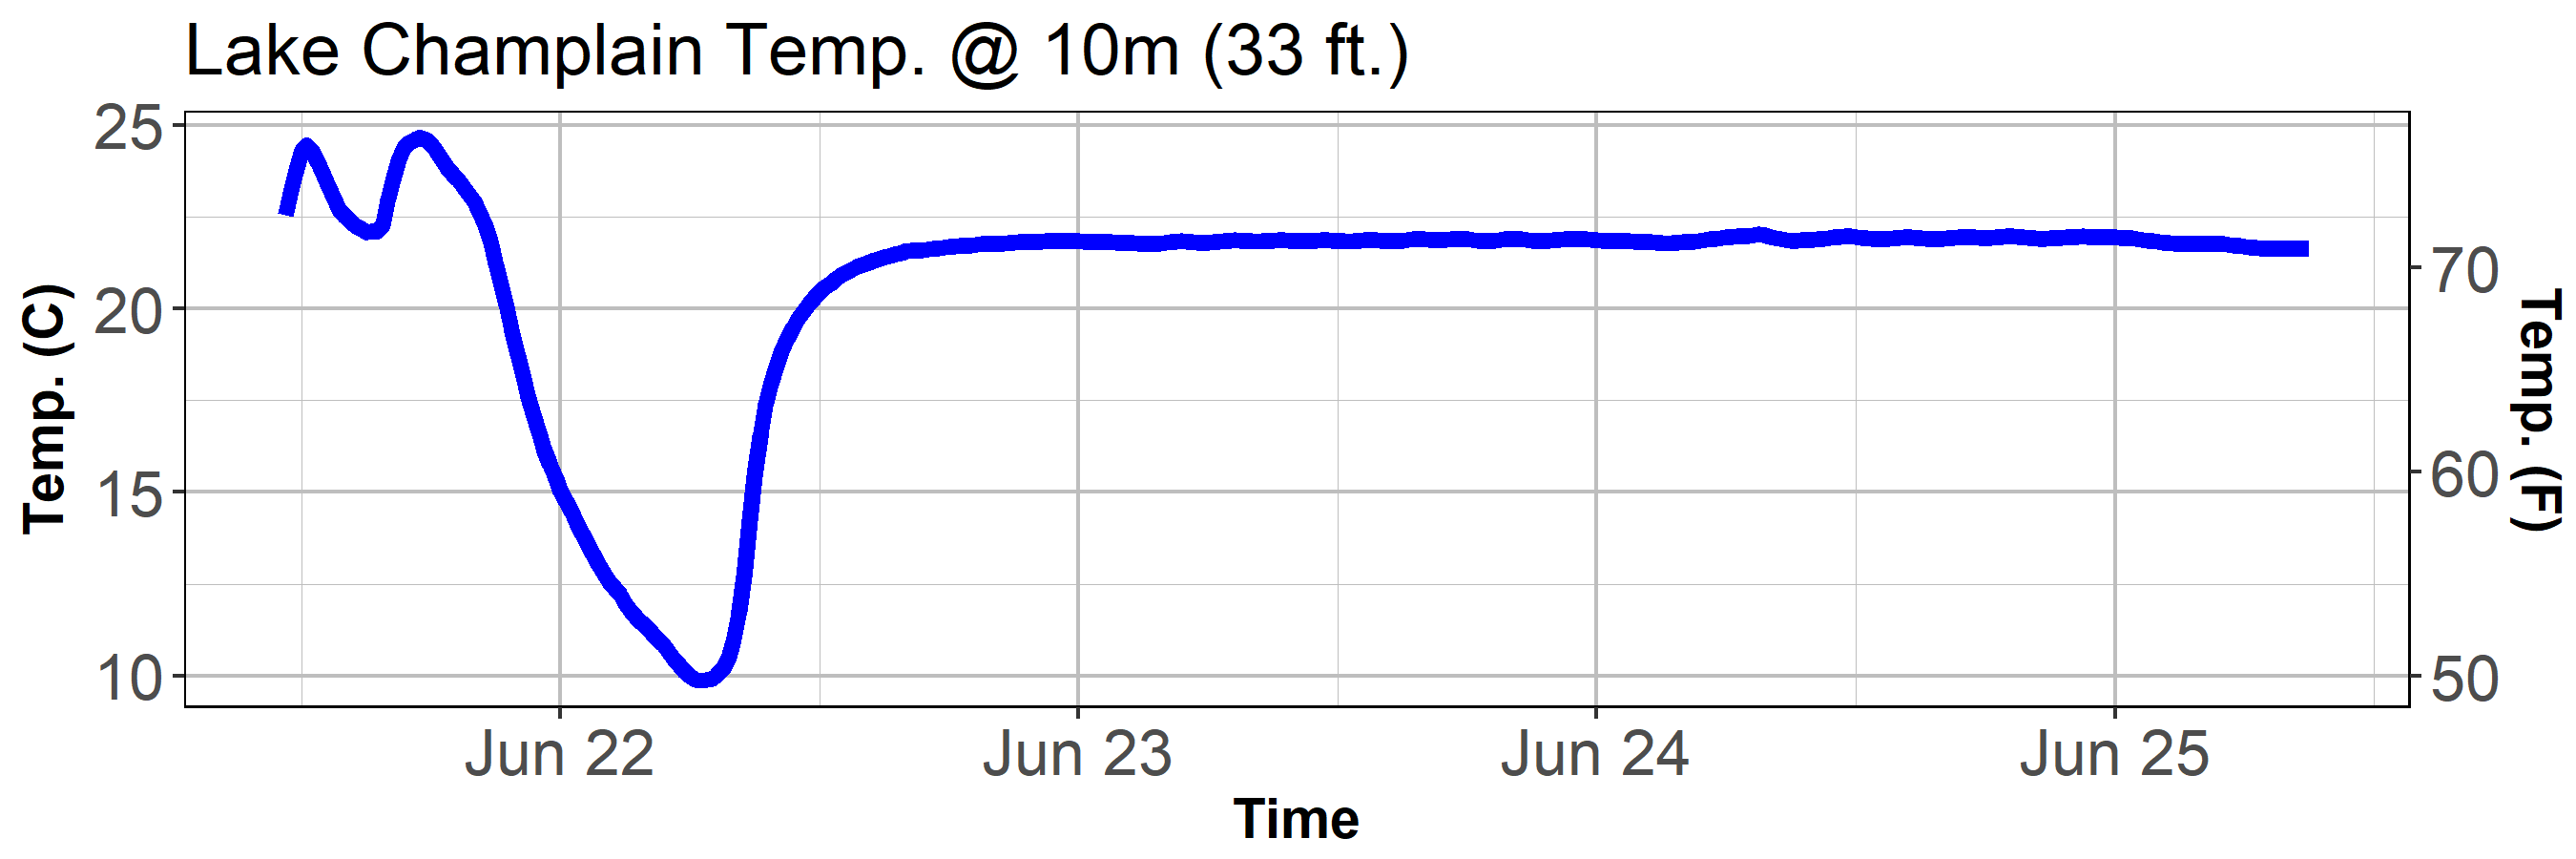 Lake Champlain Temp. @ 10m (33 ft.)
25
20
15
10
Temp. (C)
70
60
50
Temp. (F)
Jun 22
Jun 23
Jun 24
Jun 25
Time